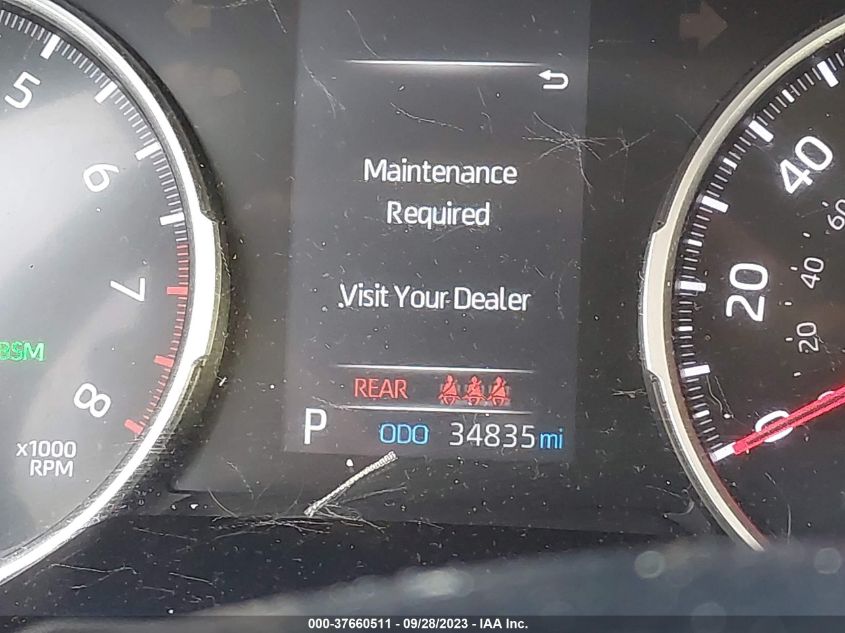 5
6
7
8
x1000
RPM
BSM
Maintenance
Required
Visit Your Dealer
REAR
P ODO 34835 mi
40
60
20
40
20
0
000-37660511 - 09/28/2023 - IAA Inc.